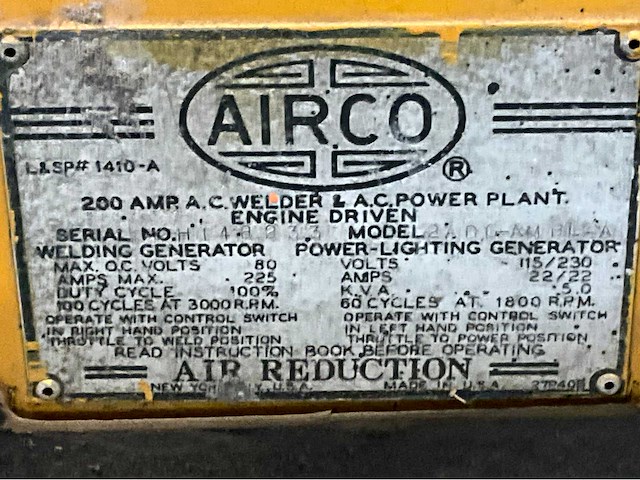 AIRCO
®
L&SP# 1410-A
200 AMP. A.C. WELDER & A.C. POWER PLANT.
ENGINE DRIVEN
SERIAL NO. MODEL
WELDING GENERATOR POWER-LIGHTING GENERATOR
MAX. O.C. VOLTS 80 VOLTS 115/230
AMPS MAX. 225 AMPS 22/22
DUTY CYCLE 100% K.V.A. 5.0
100 CYCLES AT 3000 R.P.M. 60 CYCLES AT 1800 R.P.M.
OPERATE WITH CONTROL SWITCH OPERATE WITH CONTROL SWITCH
IN RIGHT HAND POSITION IN LEFT HAND POSITION
THROTTLE TO WELD POSITION THROTTLE TO POWER POSITION
READ INSTRUCTION BOOK BEFORE OPERATING
AIR REDUCTION
NEW YORK U.S.A. MADE IN U.S.A.